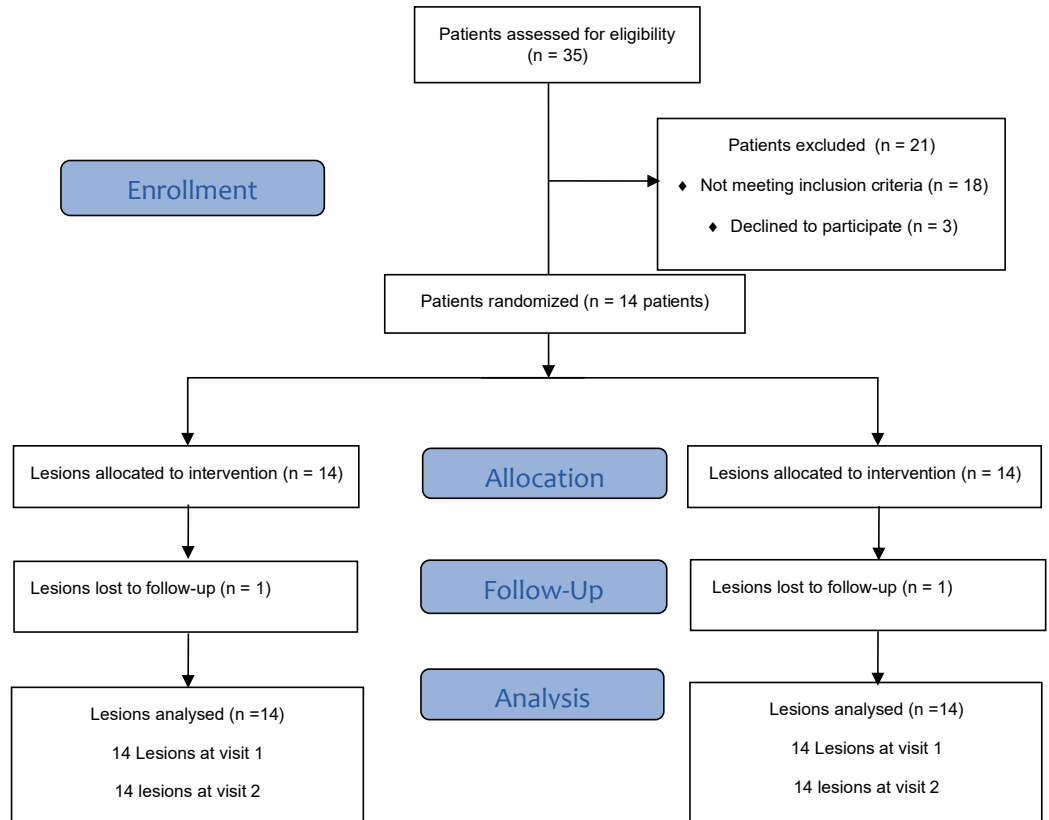 Patients assessed for eligibility
(n = 35)
Patients excluded (n = 21)
♦ Not meeting inclusion criteria (n = 18)
♦ Declined to participate (n = 3)
Enrollment
Patients randomized (n = 14 patients)
Lesions allocated to intervention (n = 14)
Allocation
Lesions allocated to intervention (n = 14)
Lesions lost to follow-up (n = 1)
Follow-Up
Lesions lost to follow-up (n = 1)
Analysis
Lesions analysed (n =14)
14 Lesions at visit 1
14 lesions at visit 2
Lesions analysed (n =14)
14 Lesions at visit 1
14 lesions at visit 2